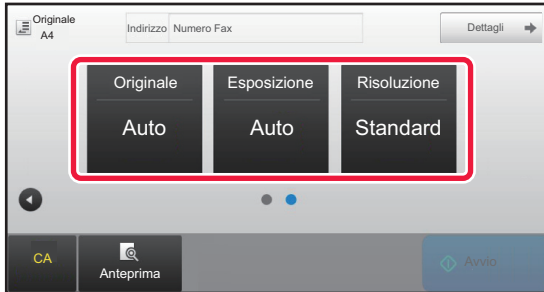 Originale
A4
Indirizzo Numero Fax
Dettagli
Originale Esposizione Risoluzione
Auto Auto Standard
CA
Anteprima
Avvio